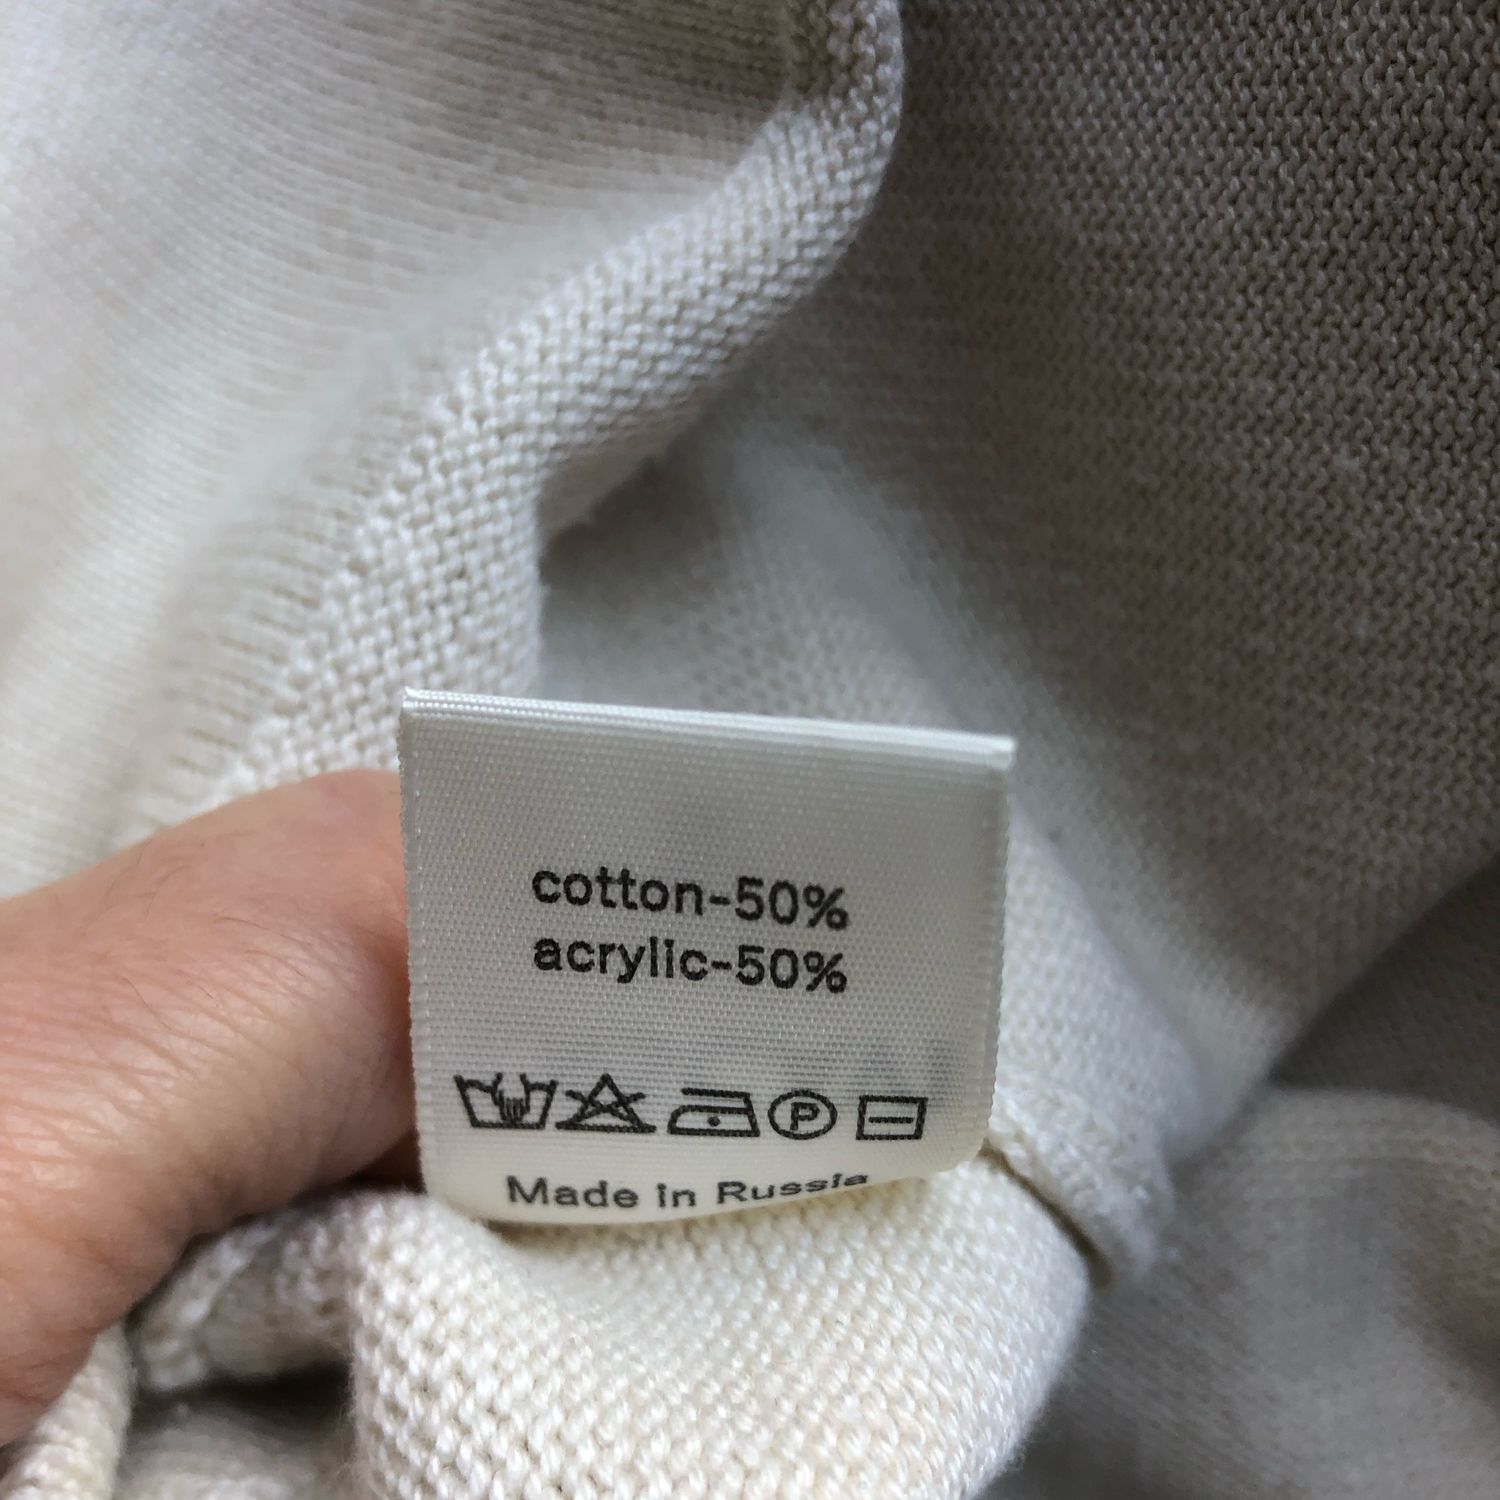 cotton-50%
acrylic-50%
P
Made in Russia